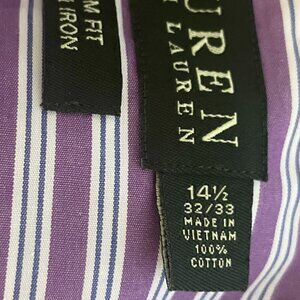 M FIT
IRON
UREN
LAUREN
14½
32/33
MADE IN
VIETNAM
100%
COTTON